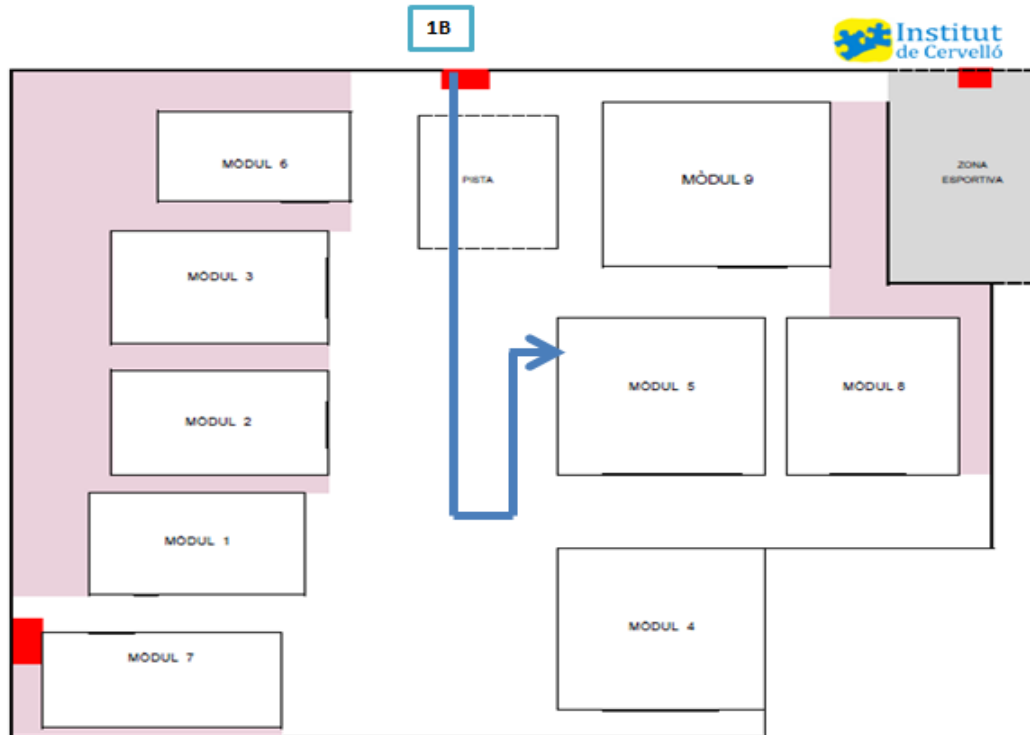 1B
Institut
de Cervelló
MÒDUL 6
PISTA
MÒDUL 9
ZONA
ESPORTIVA
MÒDUL 3
MÒDUL 5
MÒDUL 8
MÒDUL 2
MÒDUL 1
MÒDUL 4
MÒDUL 7